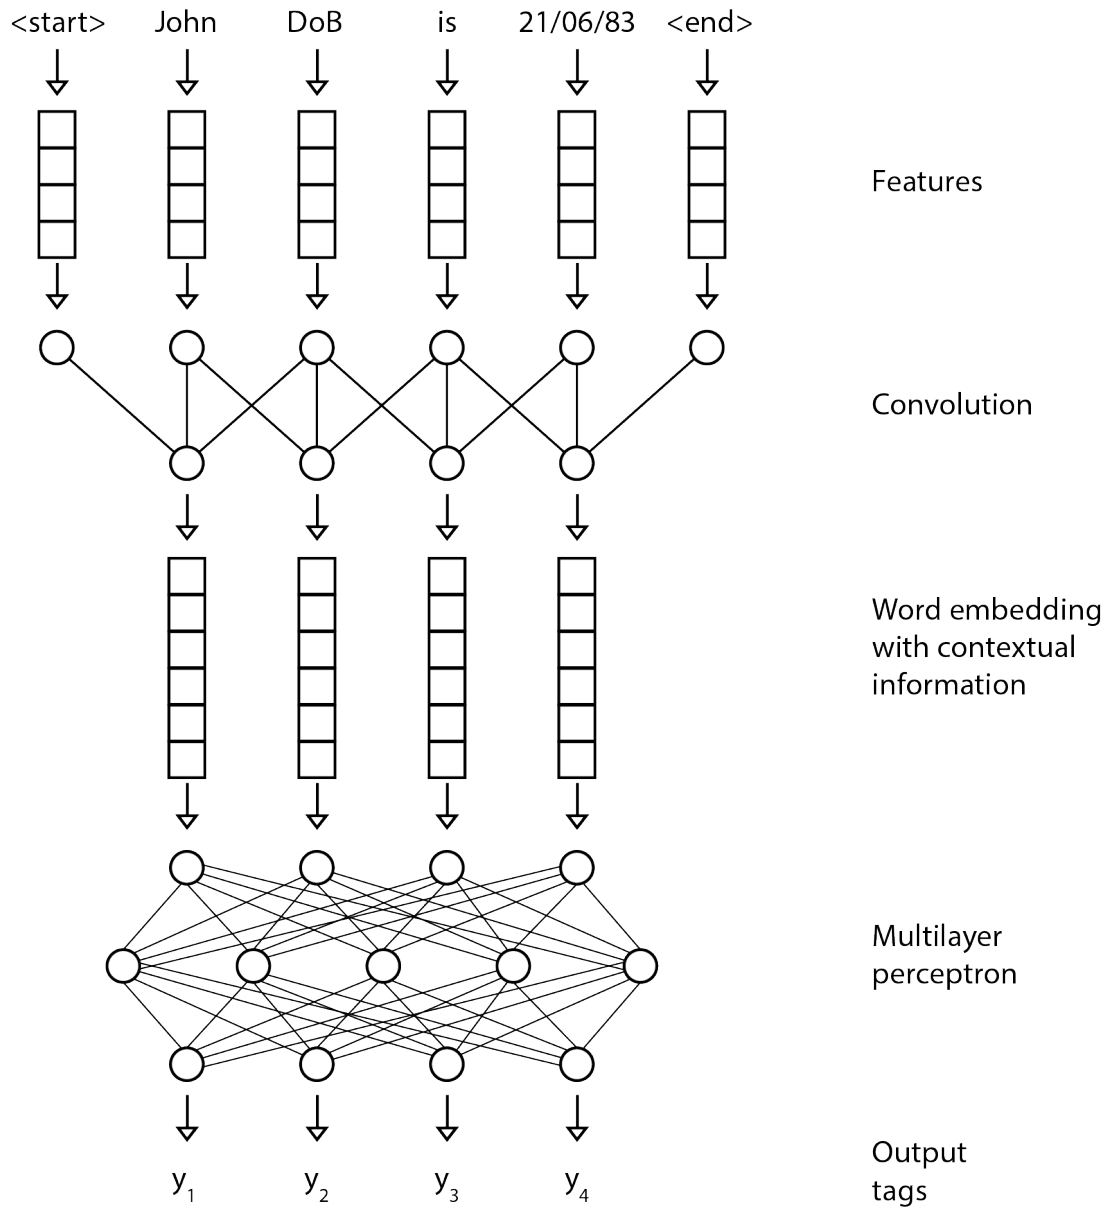 <start> John DoB is 21/06/83 <end>
Features
Convolution
Word embedding
with contextual
information
Multilayer
perceptron
Output
tags
y1 y2 y3 y4